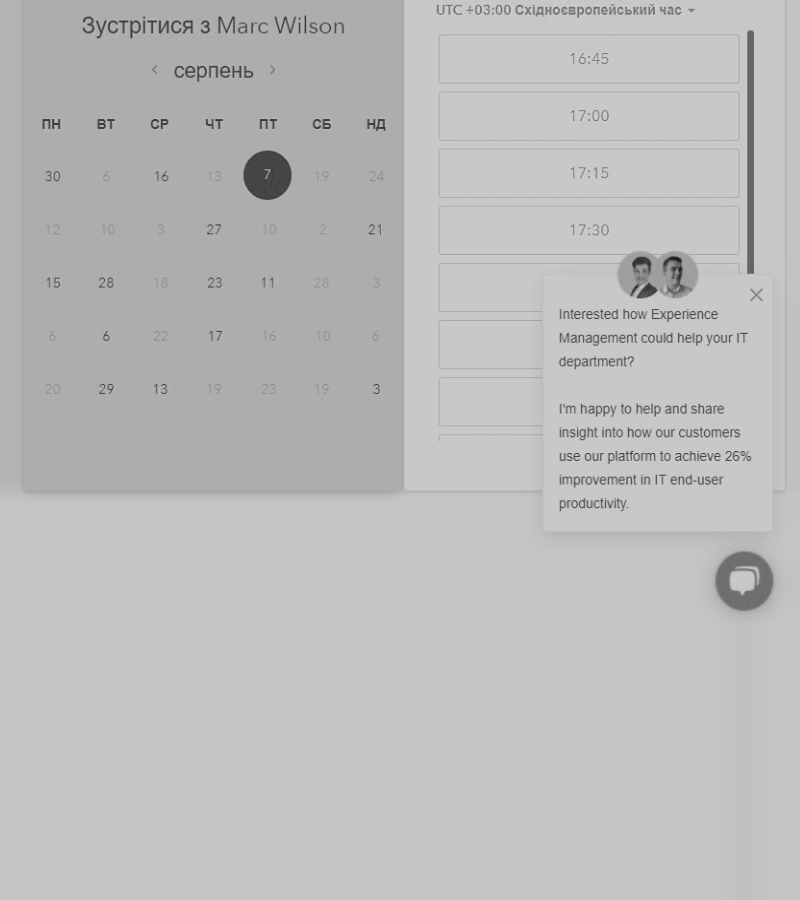 Зустрітися з Marc Wilson
серпень
ПН ВТ СР ЧТ ПТ СБ НД
30 6 16 13 7 19 24
12 10 3 27 10 2 21
15 28 18 23 11 28 3
6 6 22 17 16 10 6
20 29 13 19 23 19 3
UTC +03:00 Східноєвропейський час
16:45
17:00
17:15
17:30
Interested how Experience
Management could help your IT
department?
I'm happy to help and share
insight into how our customers
use our platform to achieve 26%
improvement in IT end-user
productivity.